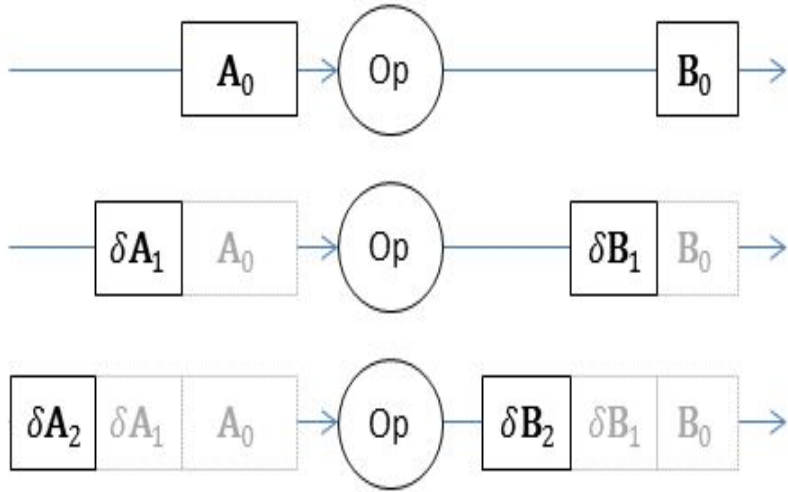 A₀ Op B₀
δA₁ A₀ Op δB₁ B₀
δA₂ δA₁ A₀ Op δB₂ δB₁ B₀